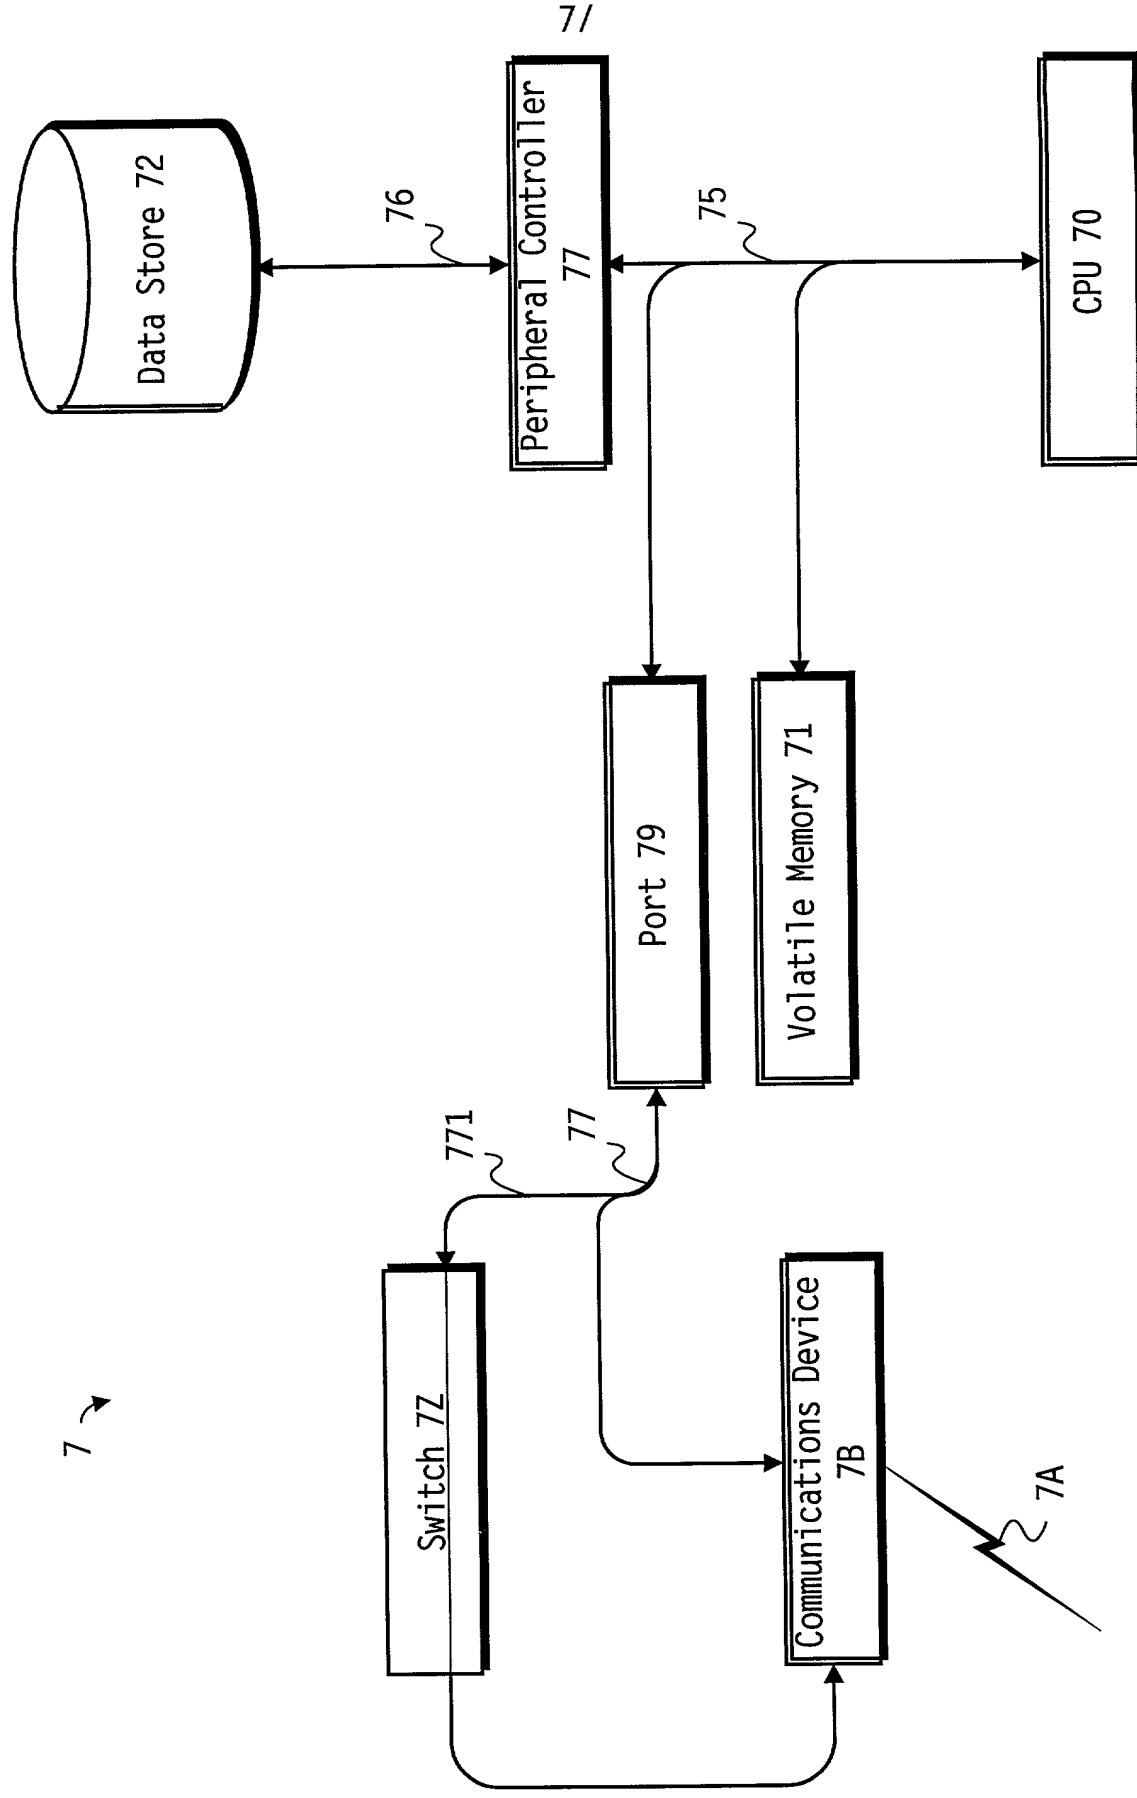 7/
Data Store 72
76
Peripheral Controller
77
75
CPU 70
Port 79
Volatile Memory 71
771
77
Switch 7Z
Communications Device
7B
7A
7